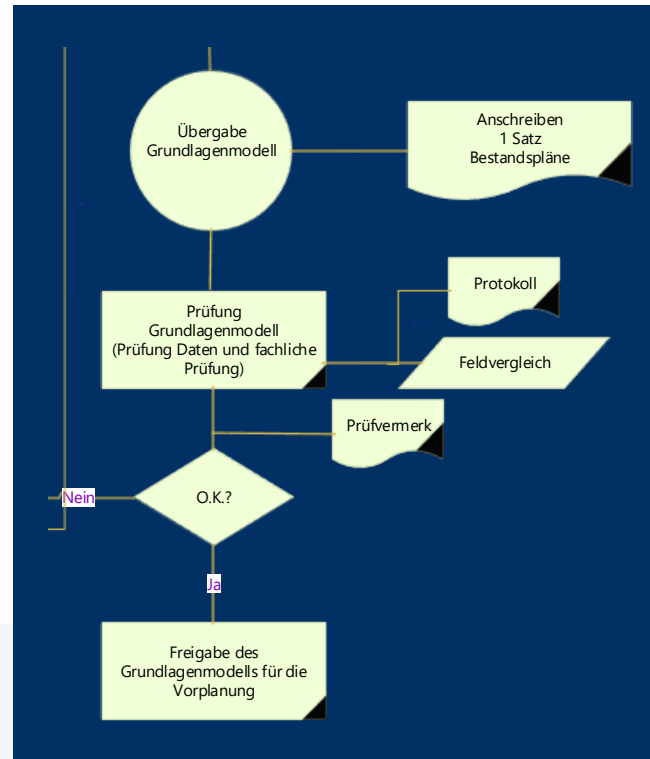 Übergabe
Grundlagenmodell
Anschreiben
1 Satz
Bestandspläne
Protokoll
Prüfung
Grundlagenmodell
(Prüfung Daten und fachliche
Prüfung)
Feldvergleich
Prüfvermerk
Nein
O.K.?
Ja
Freigabe des
Grundlagenmodells für die
Vorplanung